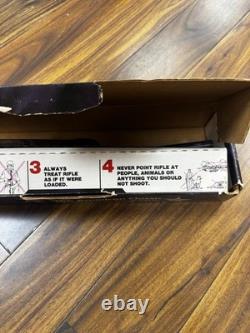 3 ALWAYS
TREAT RIFLE
AS IF IT WERE
LOADED.
4 NEVER POINT RIFLE AT
PEOPLE, ANIMALS OR
ANYTHING YOU SHOULD
NOT SHOOT.
ebay